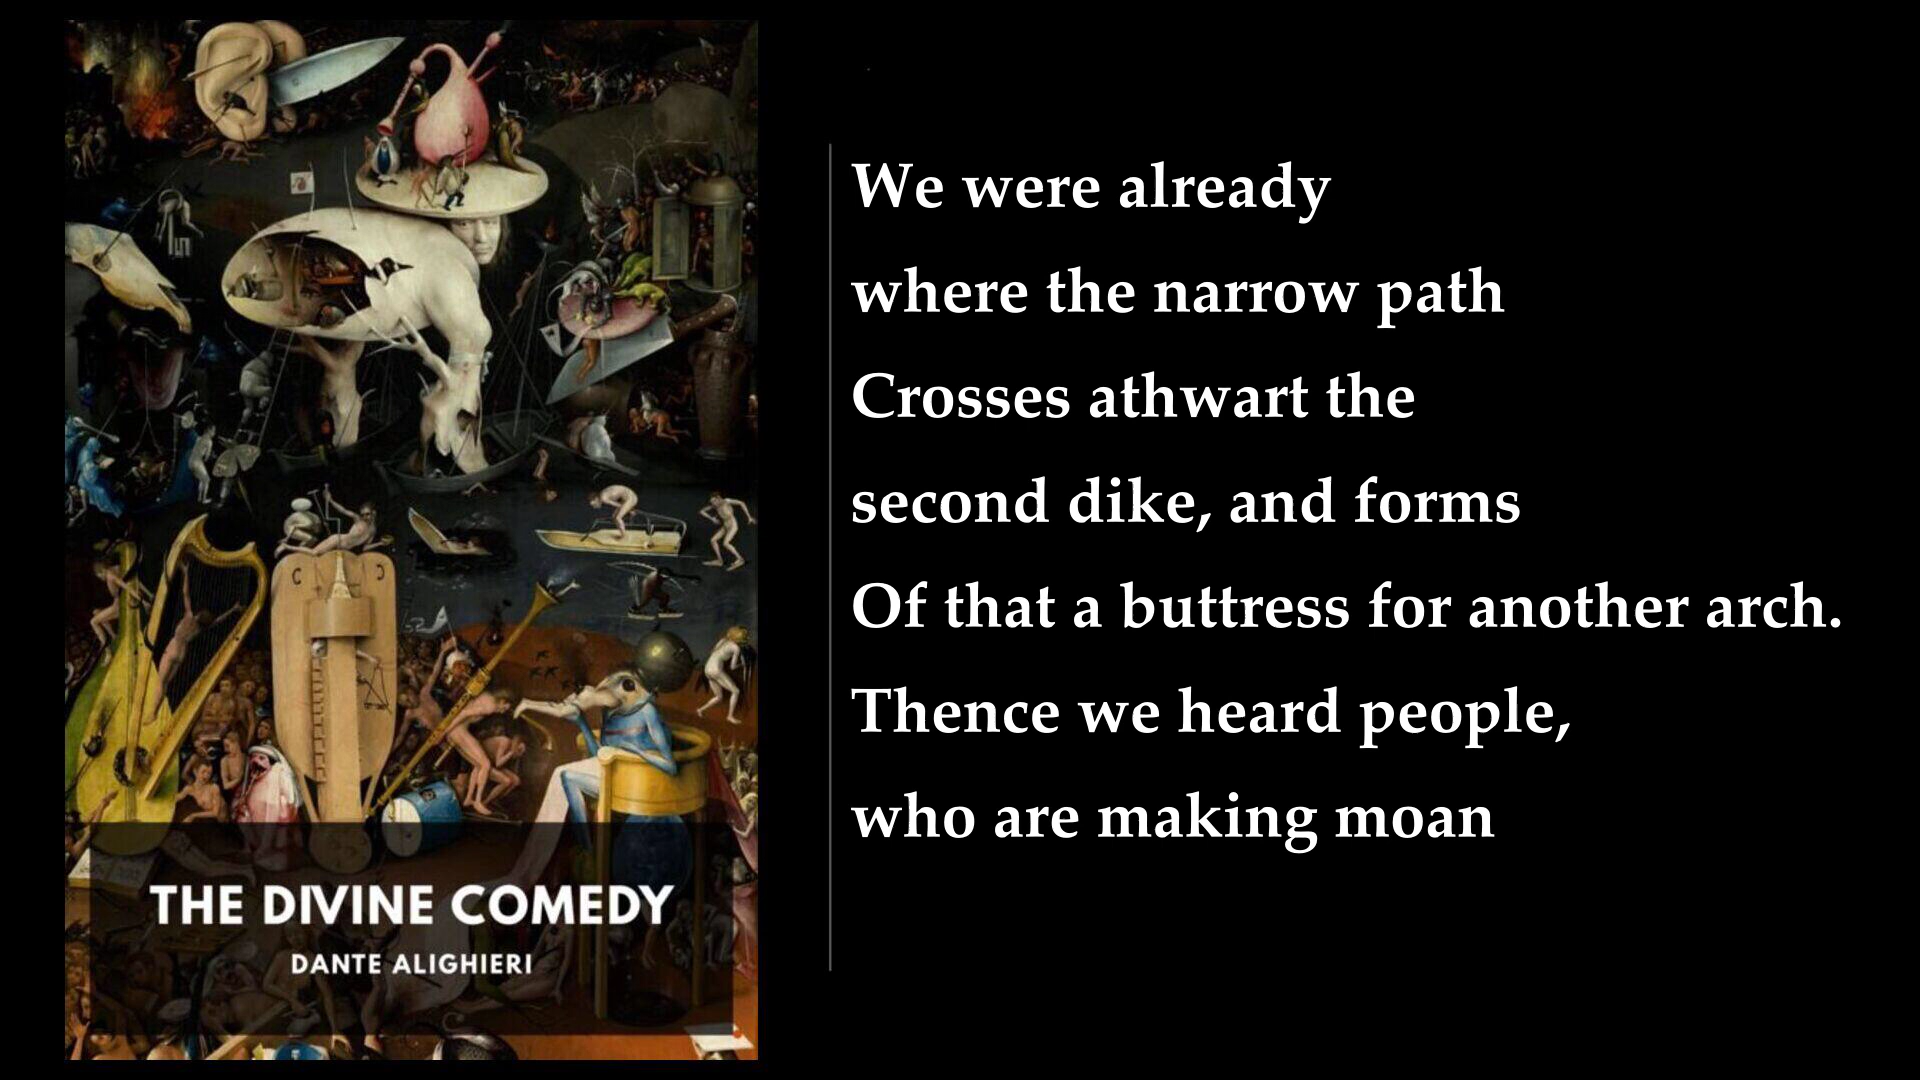 We were already
where the narrow path
Crosses athwart the
second dike, and forms
Of that a buttress for another arch.
Thence we heard people,
who are making moan
THE DIVINE COMEDY
DANTE ALIGHIERI